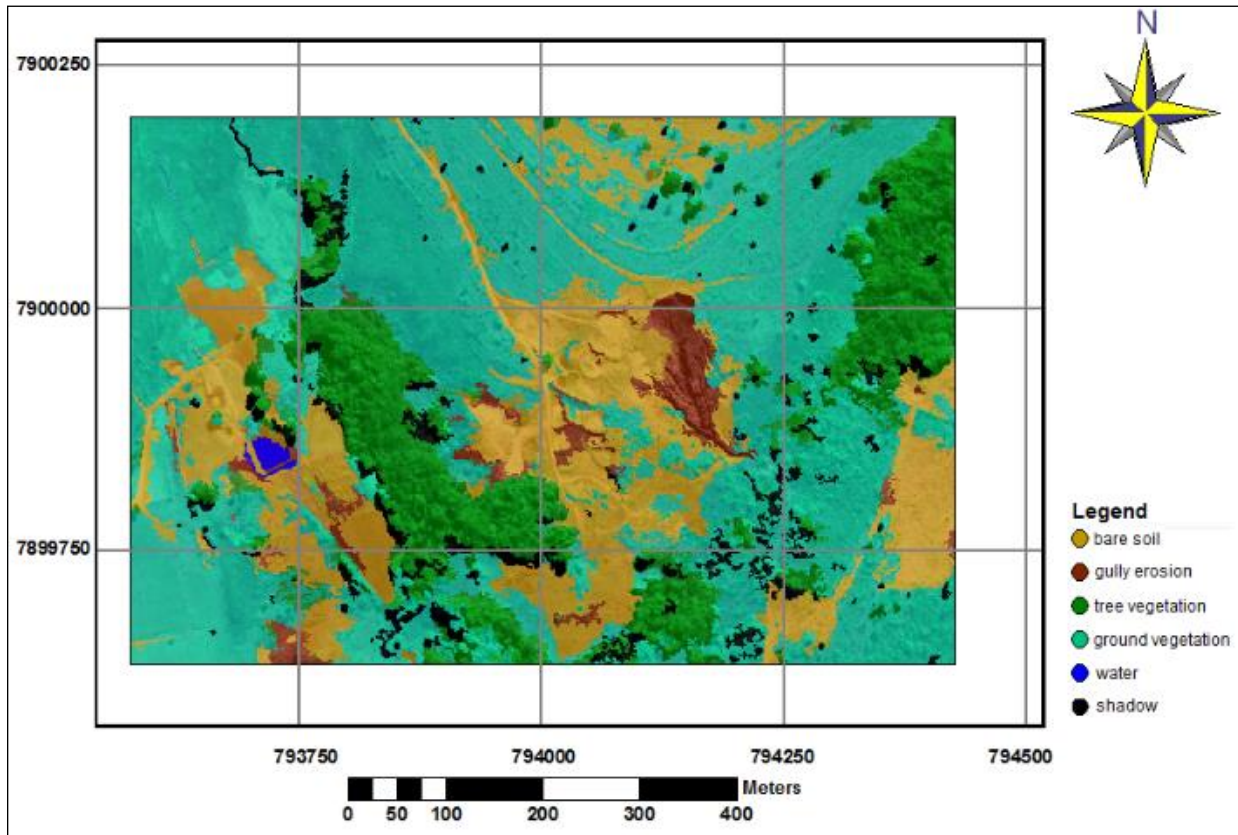 N
7900250
7900000
7899750
793750 794000 794250 794500
Meters
0 50 100 200 300 400
Legend
bare soil
gully erosion
tree vegetation
ground vegetation
water
shadow